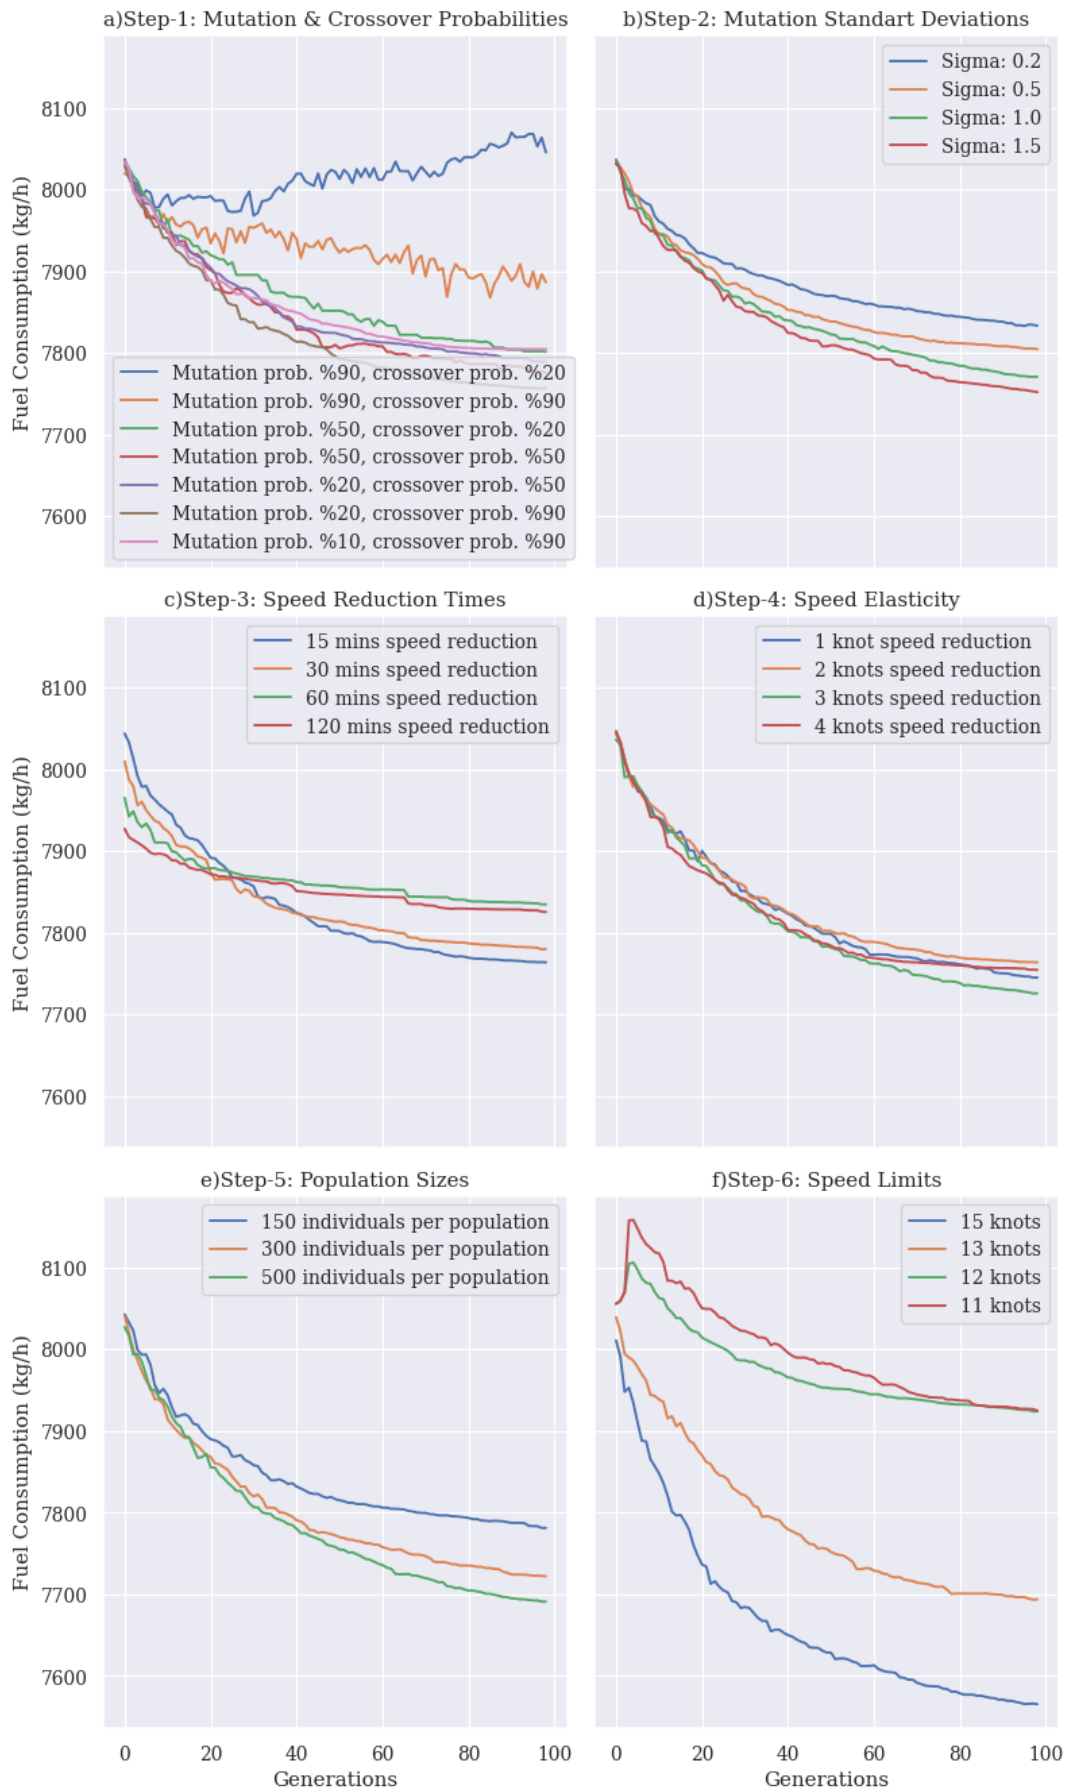 a)Step-1: Mutation & Crossover Probabilities
8100
8000
7900
7800
7700
7600
Fuel Consumption (kg/h)
Mutation prob. %90, crossover prob. %20
Mutation prob. %90, crossover prob. %90
Mutation prob. %50, crossover prob. %20
Mutation prob. %50, crossover prob. %50
Mutation prob. %20, crossover prob. %50
Mutation prob. %20, crossover prob. %90
Mutation prob. %10, crossover prob. %90
b)Step-2: Mutation Standart Deviations
Sigma: 0.2
Sigma: 0.5
Sigma: 1.0
Sigma: 1.5
c)Step-3: Speed Reduction Times
8100
8000
7900
7800
7700
7600
Fuel Consumption (kg/h)
15 mins speed reduction
30 mins speed reduction
60 mins speed reduction
120 mins speed reduction
d)Step-4: Speed Elasticity
1 knot speed reduction
2 knots speed reduction
3 knots speed reduction
4 knots speed reduction
e)Step-5: Population Sizes
8100
8000
7900
7800
7700
7600
Fuel Consumption (kg/h)
150 individuals per population
300 individuals per population
500 individuals per population
0 20 40 60 80 100
Generations
f)Step-6: Speed Limits
15 knots
13 knots
12 knots
11 knots
0 20 40 60 80 100
Generations